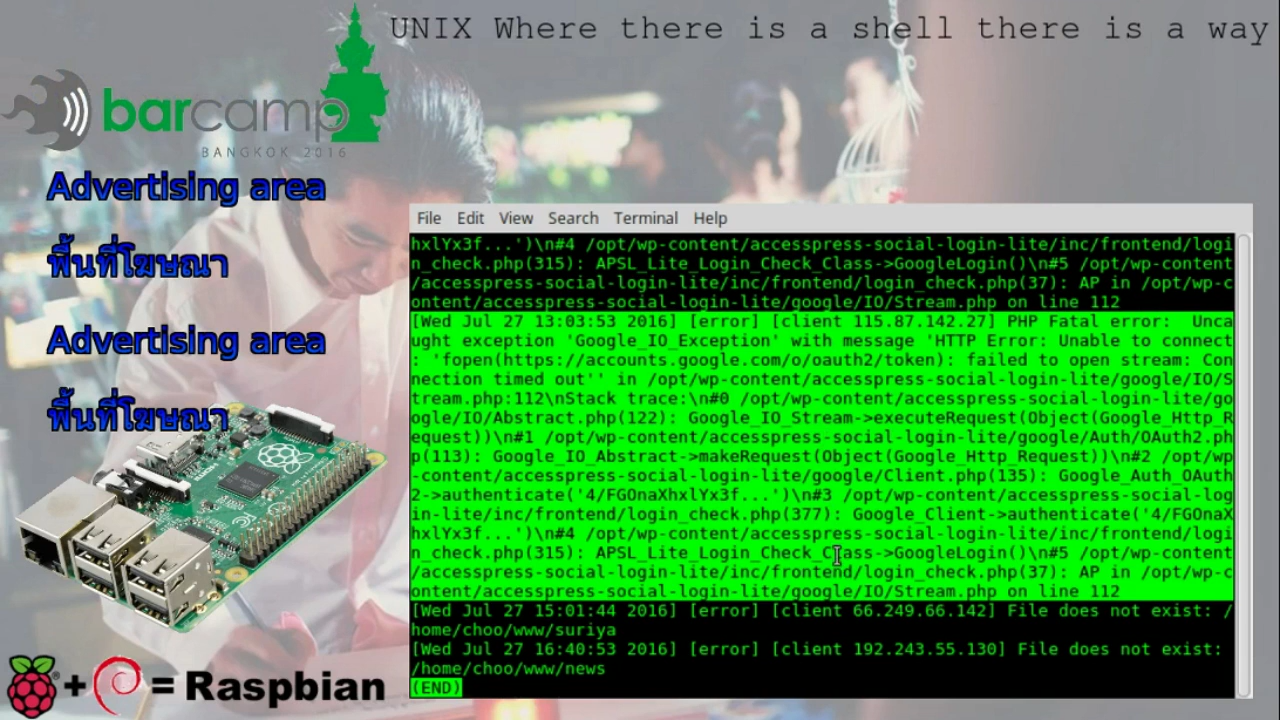 UNIX Where there is a shell there is a way
barcamp
BANGKOK 2016
Advertising area
พื้นที่โฆษณา
Advertising area
พื้นที่โฆษณา
File Edit View Search Terminal Help
hxlYx3f...')\n#4 /opt/wp-content/accesspress-social-login-lite/inc/frontend/logi
n_check.php(315): APSL_Lite_Login_Check_Class->GoogleLogin()\n#5 /opt/wp-content
/accesspress-social-login-lite/inc/frontend/login_check.php(37): AP in /opt/wp-c
ontent/accesspress-social-login-lite/google/IO/Stream.php on line 112
[Wed Jul 27 13:03:53 2016] [error] [client 115.87.142.27] PHP Fatal error:  Unca
ught exception 'Google_IO_Exception' with message 'HTTP Error: Unable to connect
: 'fopen(https://accounts.google.com/o/oauth2/token): failed to open stream: Con
nection timed out'' in /opt/wp-content/accesspress-social-login-lite/google/IO/S
tream.php:112\nStack trace:\n#0 /opt/wp-content/accesspress-social-login-lite/go
ogle/IO/Abstract.php(122): Google_IO_Stream->executeRequest(Object(Google_Http_R
equest))\n#1 /opt/wp-content/accesspress-social-login-lite/google/Auth/OAuth2.ph
p(113): Google_IO_Abstract->makeRequest(Object(Google_Http_Request))\n#2 /opt/wp
-content/accesspress-social-login-lite/google/Client.php(135): Google_Auth_OAuth
2->authenticate('4/FGOnaXhxlYx3f...')\n#3 /opt/wp-content/accesspress-social-log
in-lite/inc/frontend/login_check.php(377): Google_Client->authenticate('4/FGOnaX
hxlYx3f...')\n#4 /opt/wp-content/accesspress-social-login-lite/inc/frontend/logi
n_check.php(315): APSL_Lite_Login_Check_Class->GoogleLogin()\n#5 /opt/wp-content
/accesspress-social-login-lite/inc/frontend/login_check.php(37): AP in /opt/wp-c
ontent/accesspress-social-login-lite/google/IO/Stream.php on line 112
[Wed Jul 27 15:01:44 2016] [error] [client 66.249.66.142] File does not exist: /
home/choo/www/suriya
[Wed Jul 27 16:40:53 2016] [error] [client 192.243.55.130] File does not exist:
/home/choo/www/news
(END)
+ = Raspbian